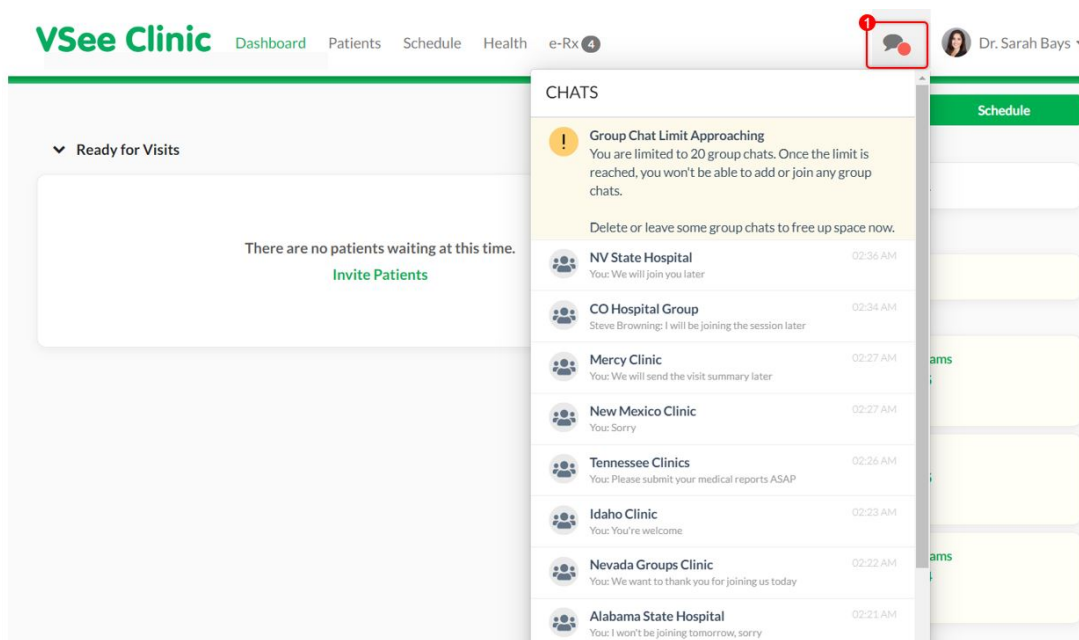 1
VSee Clinic Dashboard Patients Schedule Health e-Rx 4 Dr. Sarah Bays
CHATS
Schedule
Ready for Visits
!
Group Chat Limit Approaching
You are limited to 20 group chats. Once the limit is
reached, you won't be able to add or join any group
chats.
Delete or leave some group chats to free up space now.
There are no patients waiting at this time.
Invite Patients
NV State Hospital 02:36 AM
You: We will join you later
CO Hospital Group 02:34 AM
Steve Browning: I will be joining the session later
Mercy Clinic 02:27 AM
You: We will send the visit summary later
ams
New Mexico Clinic 02:27 AM
You: Sorry
Tennessee Clinics 02:26 AM
You: Please submit your medical reports ASAP
Idaho Clinic 02:23 AM
You: You're welcome
Nevada Groups Clinic 02:22 AM
You: We want to thank you for joining us today
ams
Alabama State Hospital 02:21 AM
You: I won't be joining tomorrow, sorry